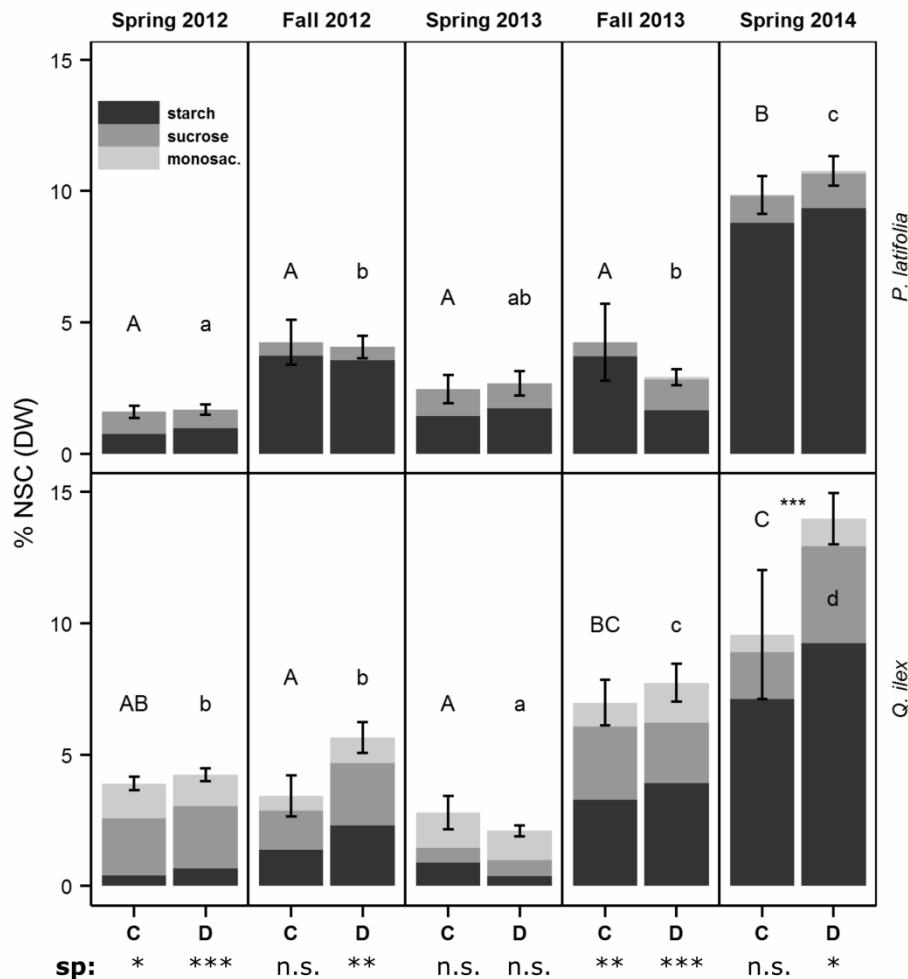 Spring 2012 Fall 2012 Spring 2013 Fall 2013 Spring 2014
15
starch
sucrose
monosac.
B c
10
A b A b
A ab
A a
5
0
P. latifolia
% NSC (DW)
15
C *** 
d
10
BC c
A b
AB b A a
5
0
Q. ilex
C D C D C D C D C D
sp: * *** n.s. ** n.s. n.s. ** *** n.s. *